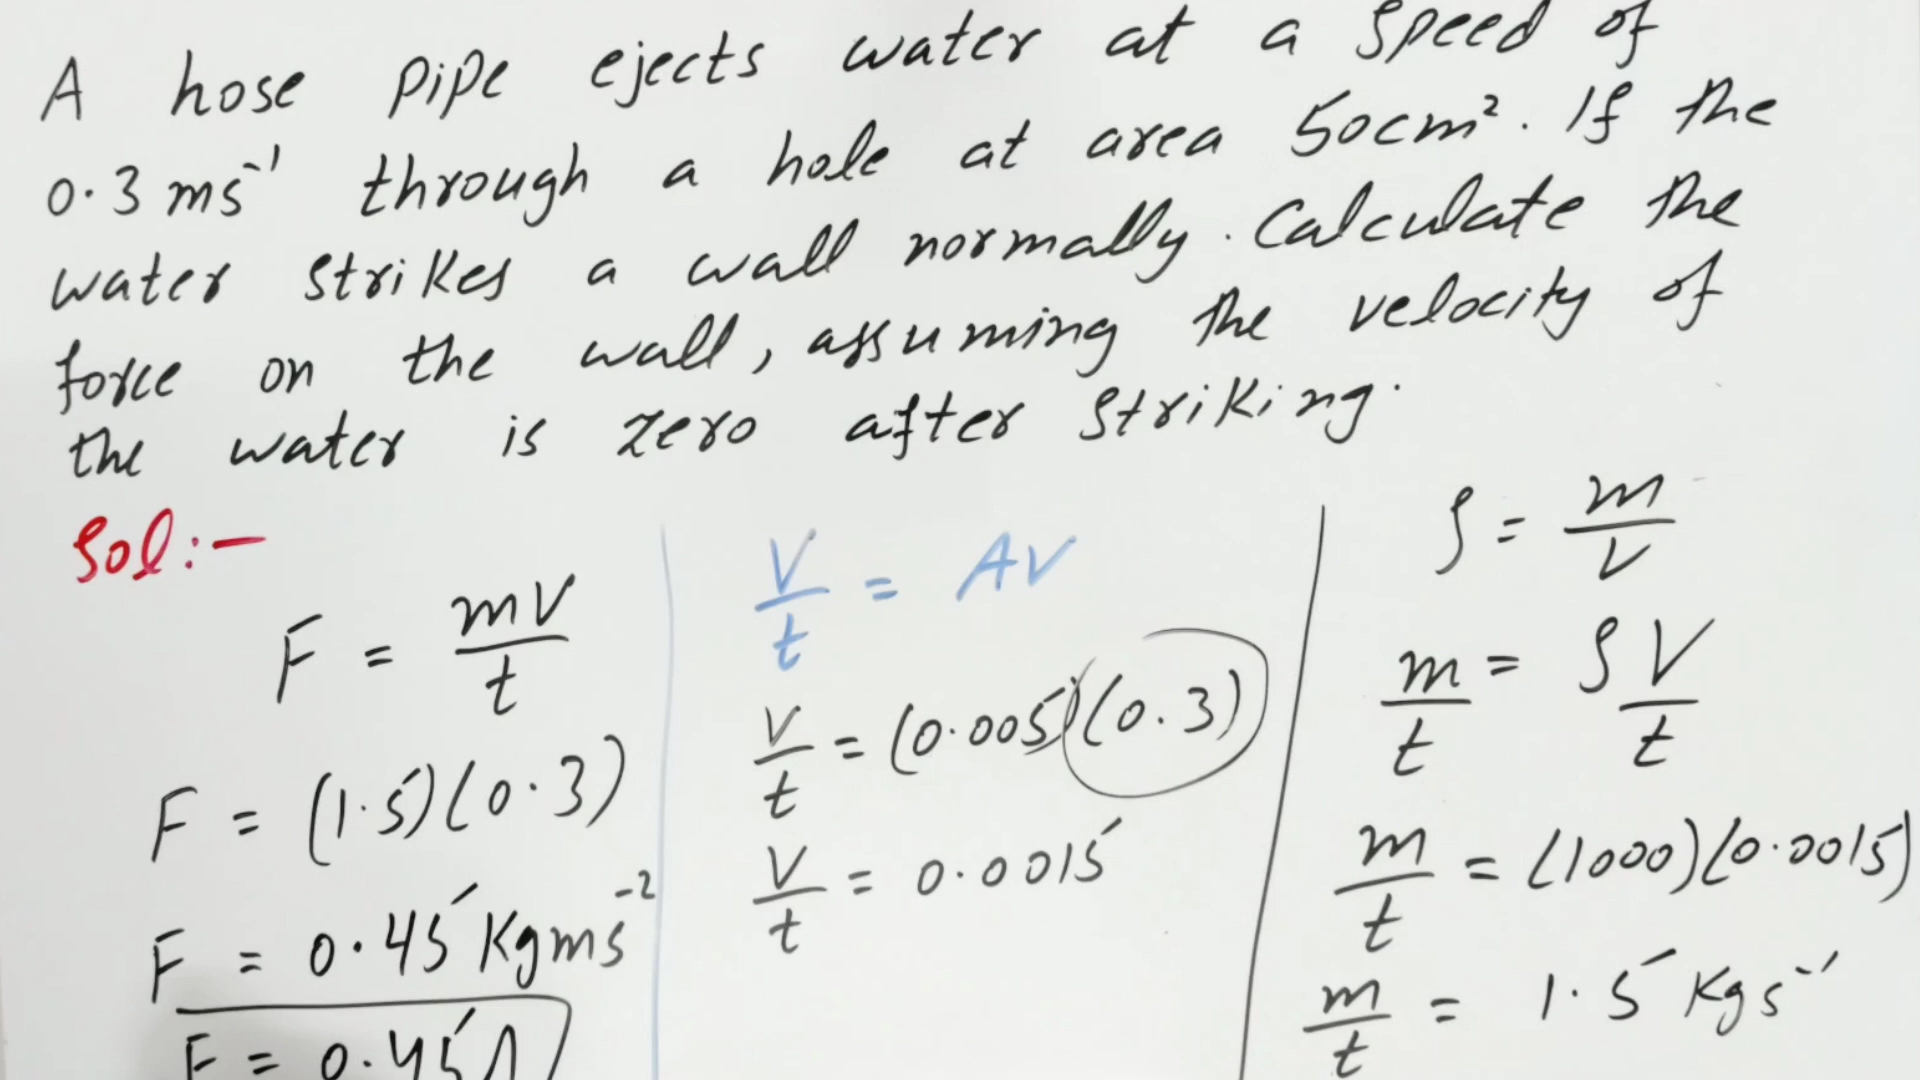 A hose pipe ejects water at a speed of
0.3 ms⁻¹ through a hole at area 50cm². If the
water strikes a wall normally. Calculate the
force on the wall, assuming the velocity of
the water is zero after striking.
Sol:-
F = mv/t
F = (1.5)(0.3)
F = 0.45 Kgms⁻²
F = 0.45N
V/t = AV
V/t = (0.005)(0.3)
V/t = 0.0015
ρ = m/V
m/t = ρ V/t
m/t = (1000)(0.0015)
m/t = 1.5 Kgs⁻¹